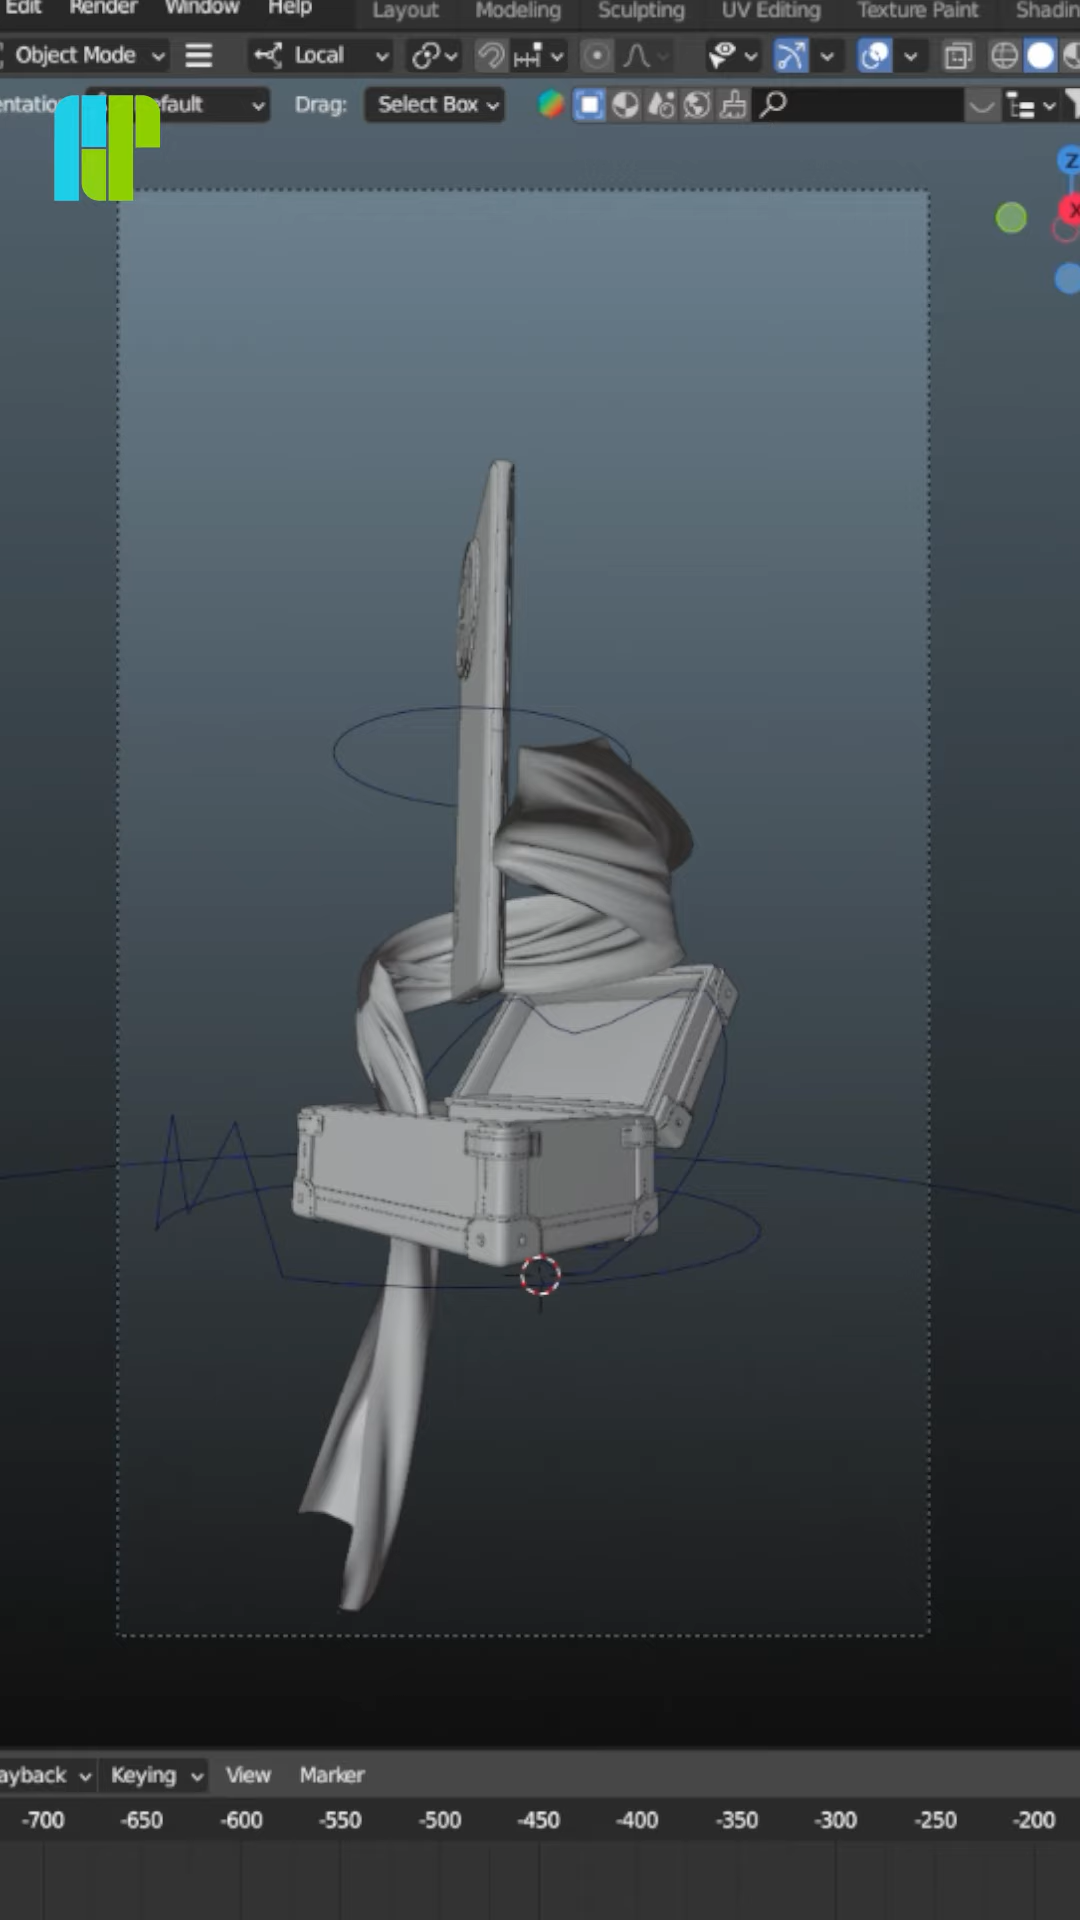 Edit Render Window Help Layout Modeling Sculpting UV Editing Texture Paint Shadin
Object Mode Local
entatio efault Drag: Select Box
Z
X
ayback Keying View Marker
-700 -650 -600 -550 -500 -450 -400 -350 -300 -250 -200